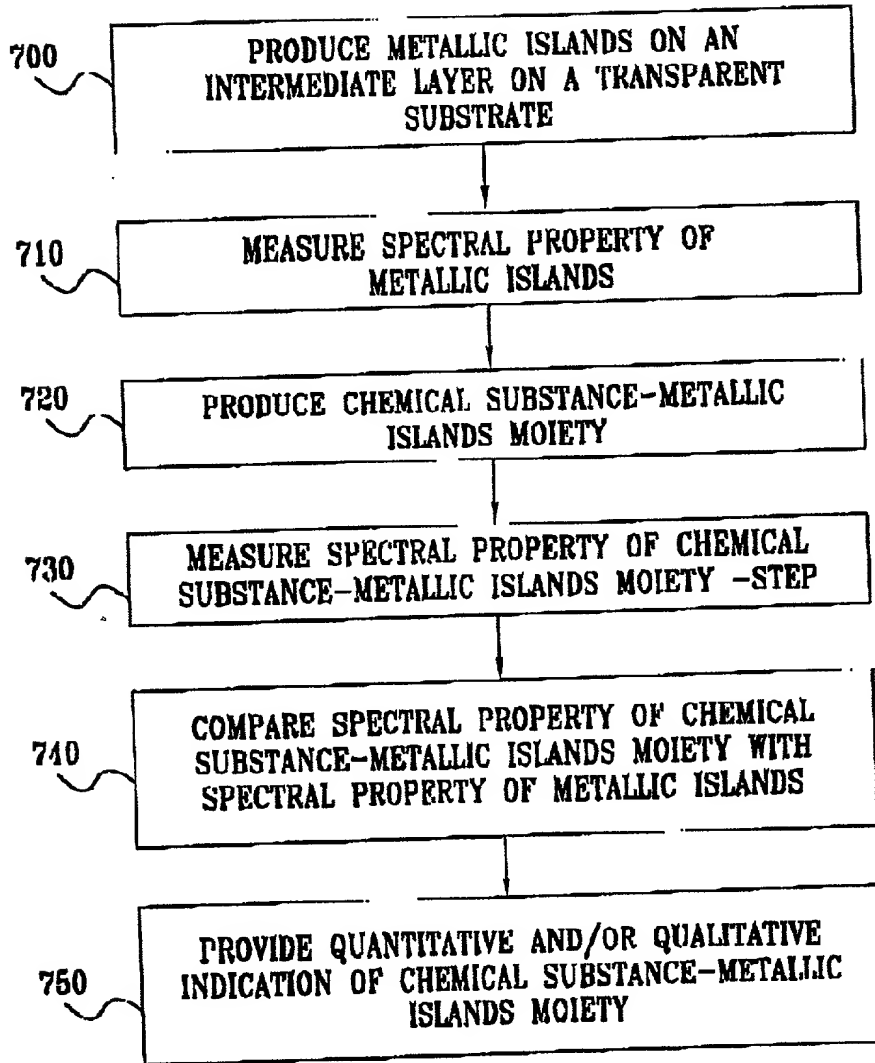 700
PRODUCE METALLIC ISLANDS ON AN
INTERMEDIATE LAYER ON A TRANSPARENT
SUBSTRATE
710
MEASURE SPECTRAL PROPERTY OF
METALLIC ISLANDS
720
PRODUCE CHEMICAL SUBSTANCE-METALLIC
ISLANDS MOIETY
730
MEASURE SPECTRAL PROPERTY OF CHEMICAL
SUBSTANCE-METALLIC ISLANDS MOIETY -STEP
740
COMPARE SPECTRAL PROPERTY OF CHEMICAL
SUBSTANCE-METALLIC ISLANDS MOIETY WITH
SPECTRAL PROPERTY OF METALLIC ISLANDS
750
PROVIDE QUANTITATIVE AND/OR QUALITATIVE
INDICATION OF CHEMICAL SUBSTANCE-METALLIC
ISLANDS MOIETY